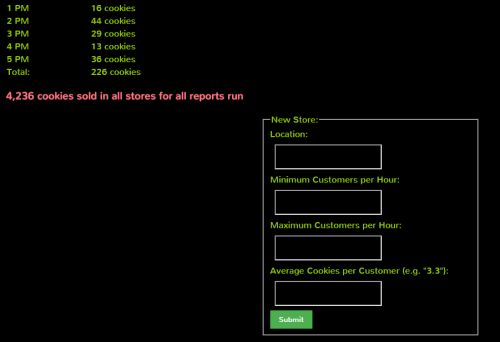 1 PM 16 cookies
2 PM 44 cookies
3 PM 29 cookies
4 PM 13 cookies
5 PM 36 cookies
Total: 226 cookies
4,236 cookies sold in all stores for all reports run
New Store:
Location:
Minimum Customers per Hour:
Maximum Customers per Hour:
Average Cookies per Customer (e.g. "3.3"):
Submit